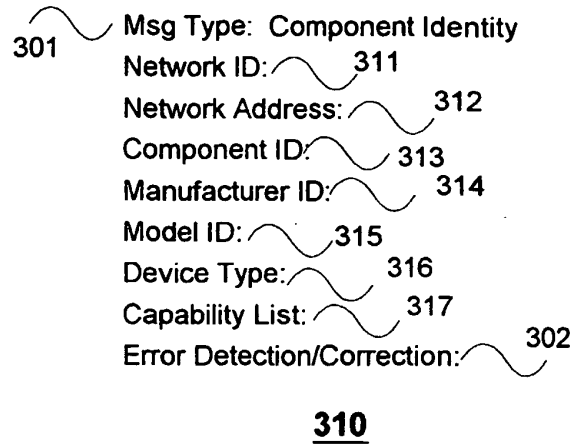 301 Msg Type: Component Identity
Network ID: 311
Network Address: 312
Component ID: 313
Manufacturer ID: 314
Model ID: 315
Device Type: 316
Capability List: 317
Error Detection/Correction: 302
310